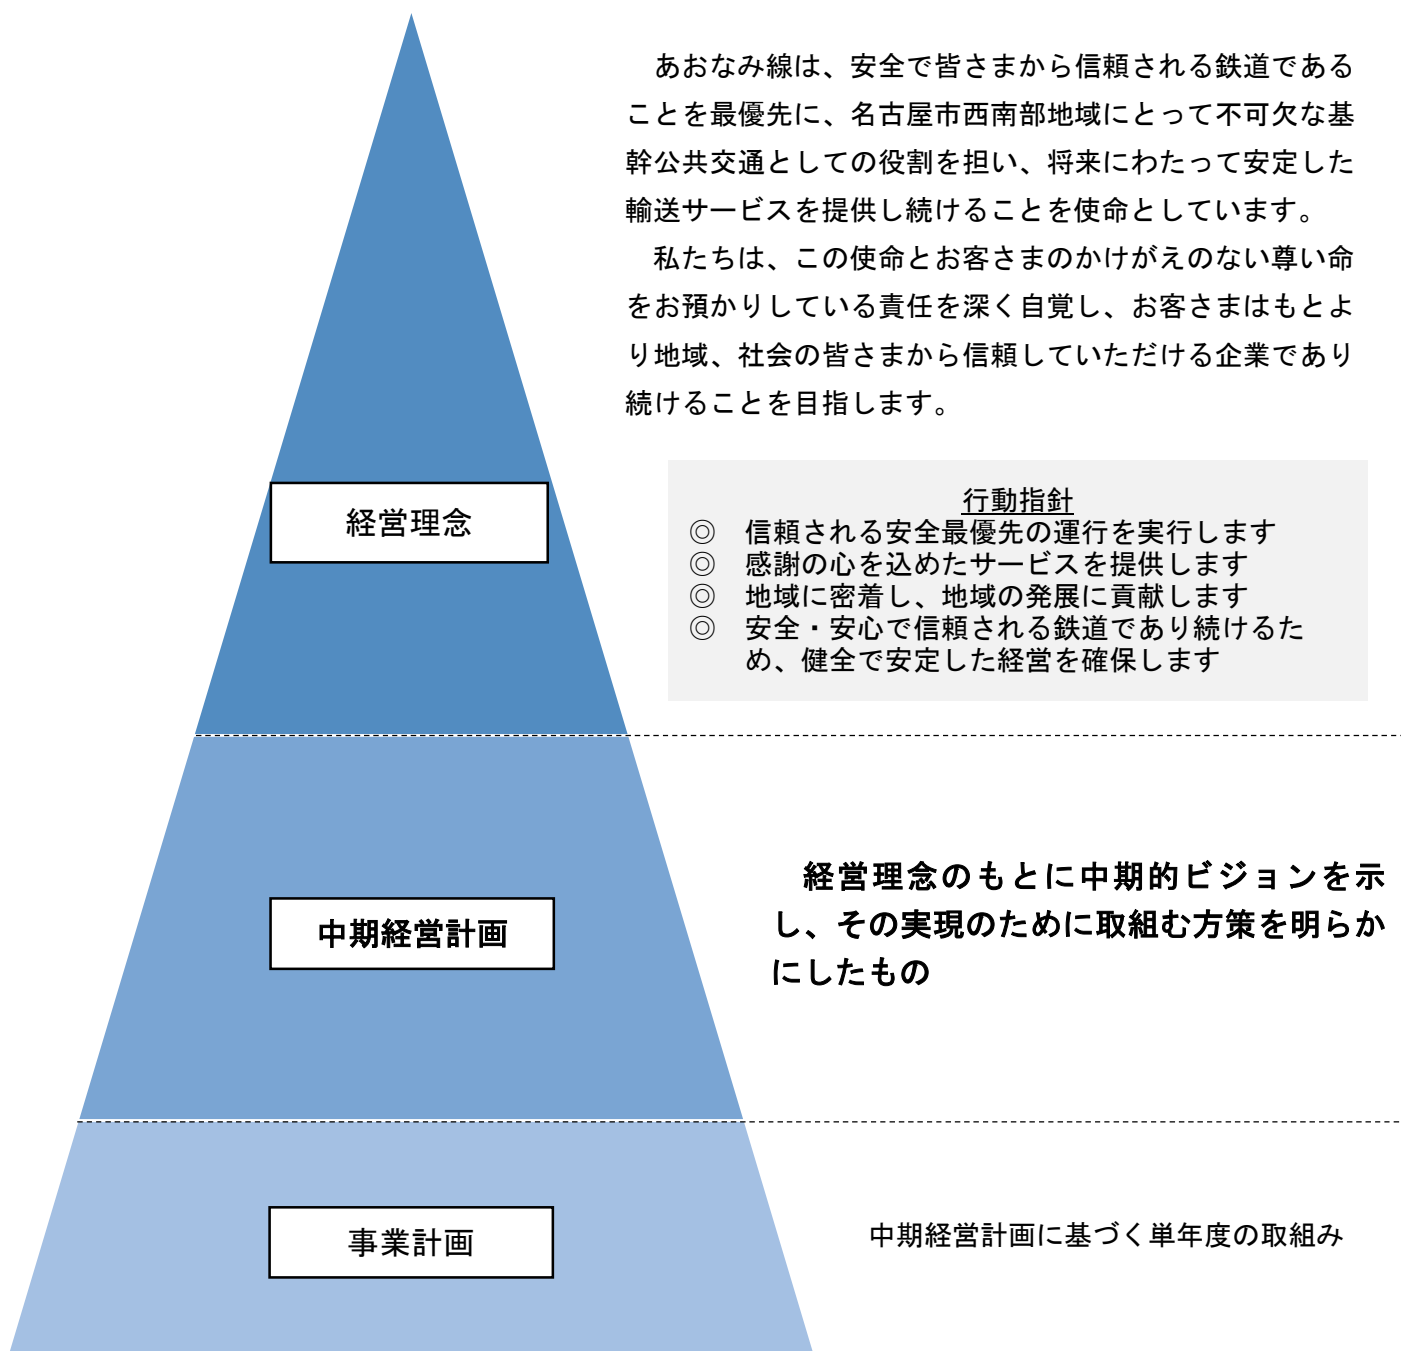 あおなみ線は、安全で皆さまから信頼される鉄道である
ことを最優先に、名古屋市西南部地域にとって不可欠な基
幹公共交通としての役割を担い、将来にわたって安定した
輸送サービスを提供し続けることを使命としています。
私たちは、この使命とお客さまのかけがえのない尊い命
をお預かりしている責任を深く自覚し、お客さまはもとよ
り地域、社会の皆さまから信頼していただける企業であり
続けることを目指します。
経営理念
行動指針
◎ 信頼される安全最優先の運行を実行します
◎ 感謝の心を込めたサービスを提供します
◎ 地域に密着し、地域の発展に貢献します
◎ 安全・安心で信頼される鉄道であり続けるた
め、健全で安定した経営を確保します
中期経営計画
経営理念のもとに中期的ビジョンを示
し、その実現のために取組む方策を明らか
にしたもの
事業計画
中期経営計画に基づく単年度の取組み